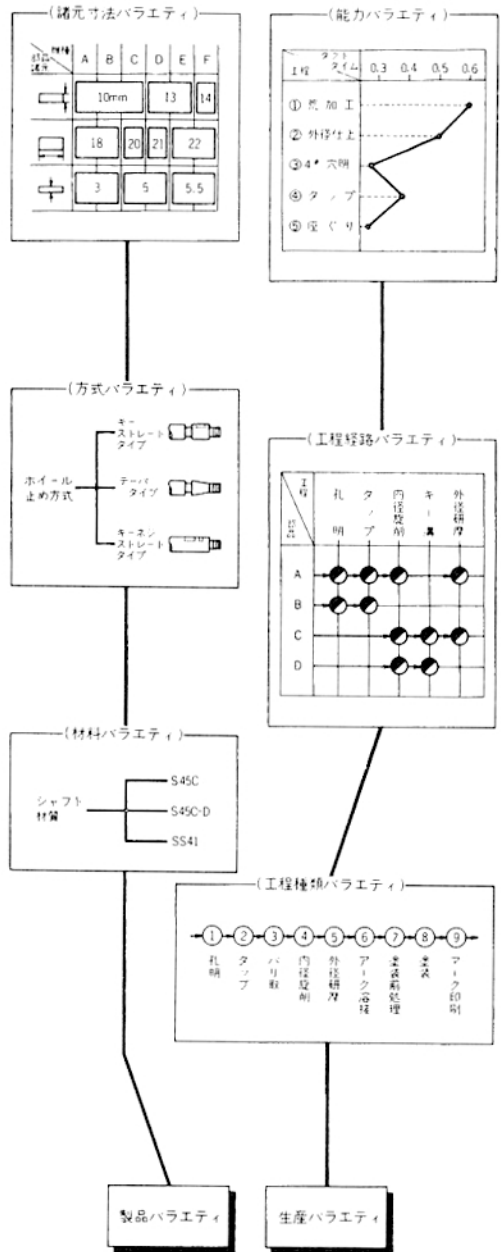 (諸元寸法バラエティ)
機種
部品
諸元
A B C D E F
10mm 13 14
18 20 21 22
3 5 5.5
(能力バラエティ)
タクト
タイム
工程
0.3 0.4 0.5 0.6
① 荒加工
② 外径仕上
③ 4φ穴明
④ タップ
⑤ 座ぐり
(方式バラエティ)
ホイール
止め方式
キー
ストレート
タイプ
テーパ
タイプ
キーネン
ストレート
タイプ
(工程経路バラエティ)
工程
部品
孔明
タップ
内径旋削
キー溝
外径研厚
A
B
C
D
(材料バラエティ)
シャフト
材質
S45C
S45C-D
SS41
(工程種類バラエティ)
1 2 3 4 5 6 7 8 9
孔明
タップ
バリ取
内径旋削
外径研厚
アーク溶接
塗装前処理
塗装
マーク印刷
製品バラエティ
生産バラエティ